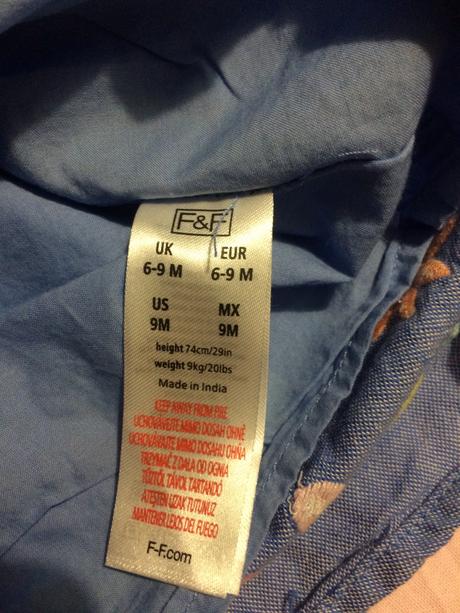 F&F
UK EUR
6-9 M 6-9 M
US MX
9M 9M
height 74cm/29in
weight 9kg/20lbs
Made in India
KEEP AWAY FROM FIRE
UCHOVÁVEJTE MIMO DOSAH OHNĚ
UCHOVÁVAJTE MIMO DOSAHU OHŇA
TRZYMAĆ Z DALA OD OGNIA
TŰZTŐL TÁVOL TARTANDÓ
ATEŞTEN UZAK TUTUNUZ
MANTENER LEJOS DEL FUEGO
F-F.com